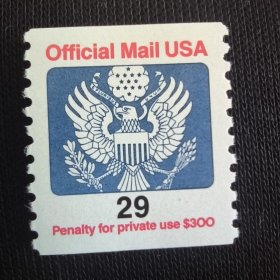 Official Mail USA
29
Penalty for private use $300